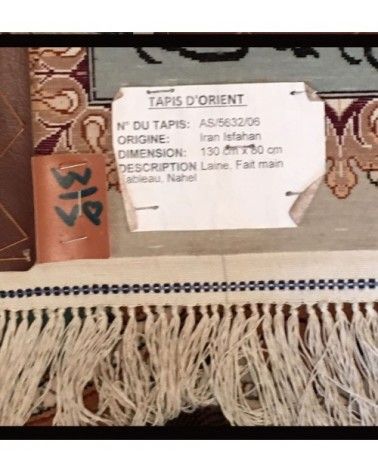 TAPIS D'ORIENT
N° DU TAPIS: AS/5632/06
ORIGINE: Iran Isfahan
DIMENSION: 130 cm x 80 cm
DESCRIPTION Laine, Fait main
Tableau, Nahel